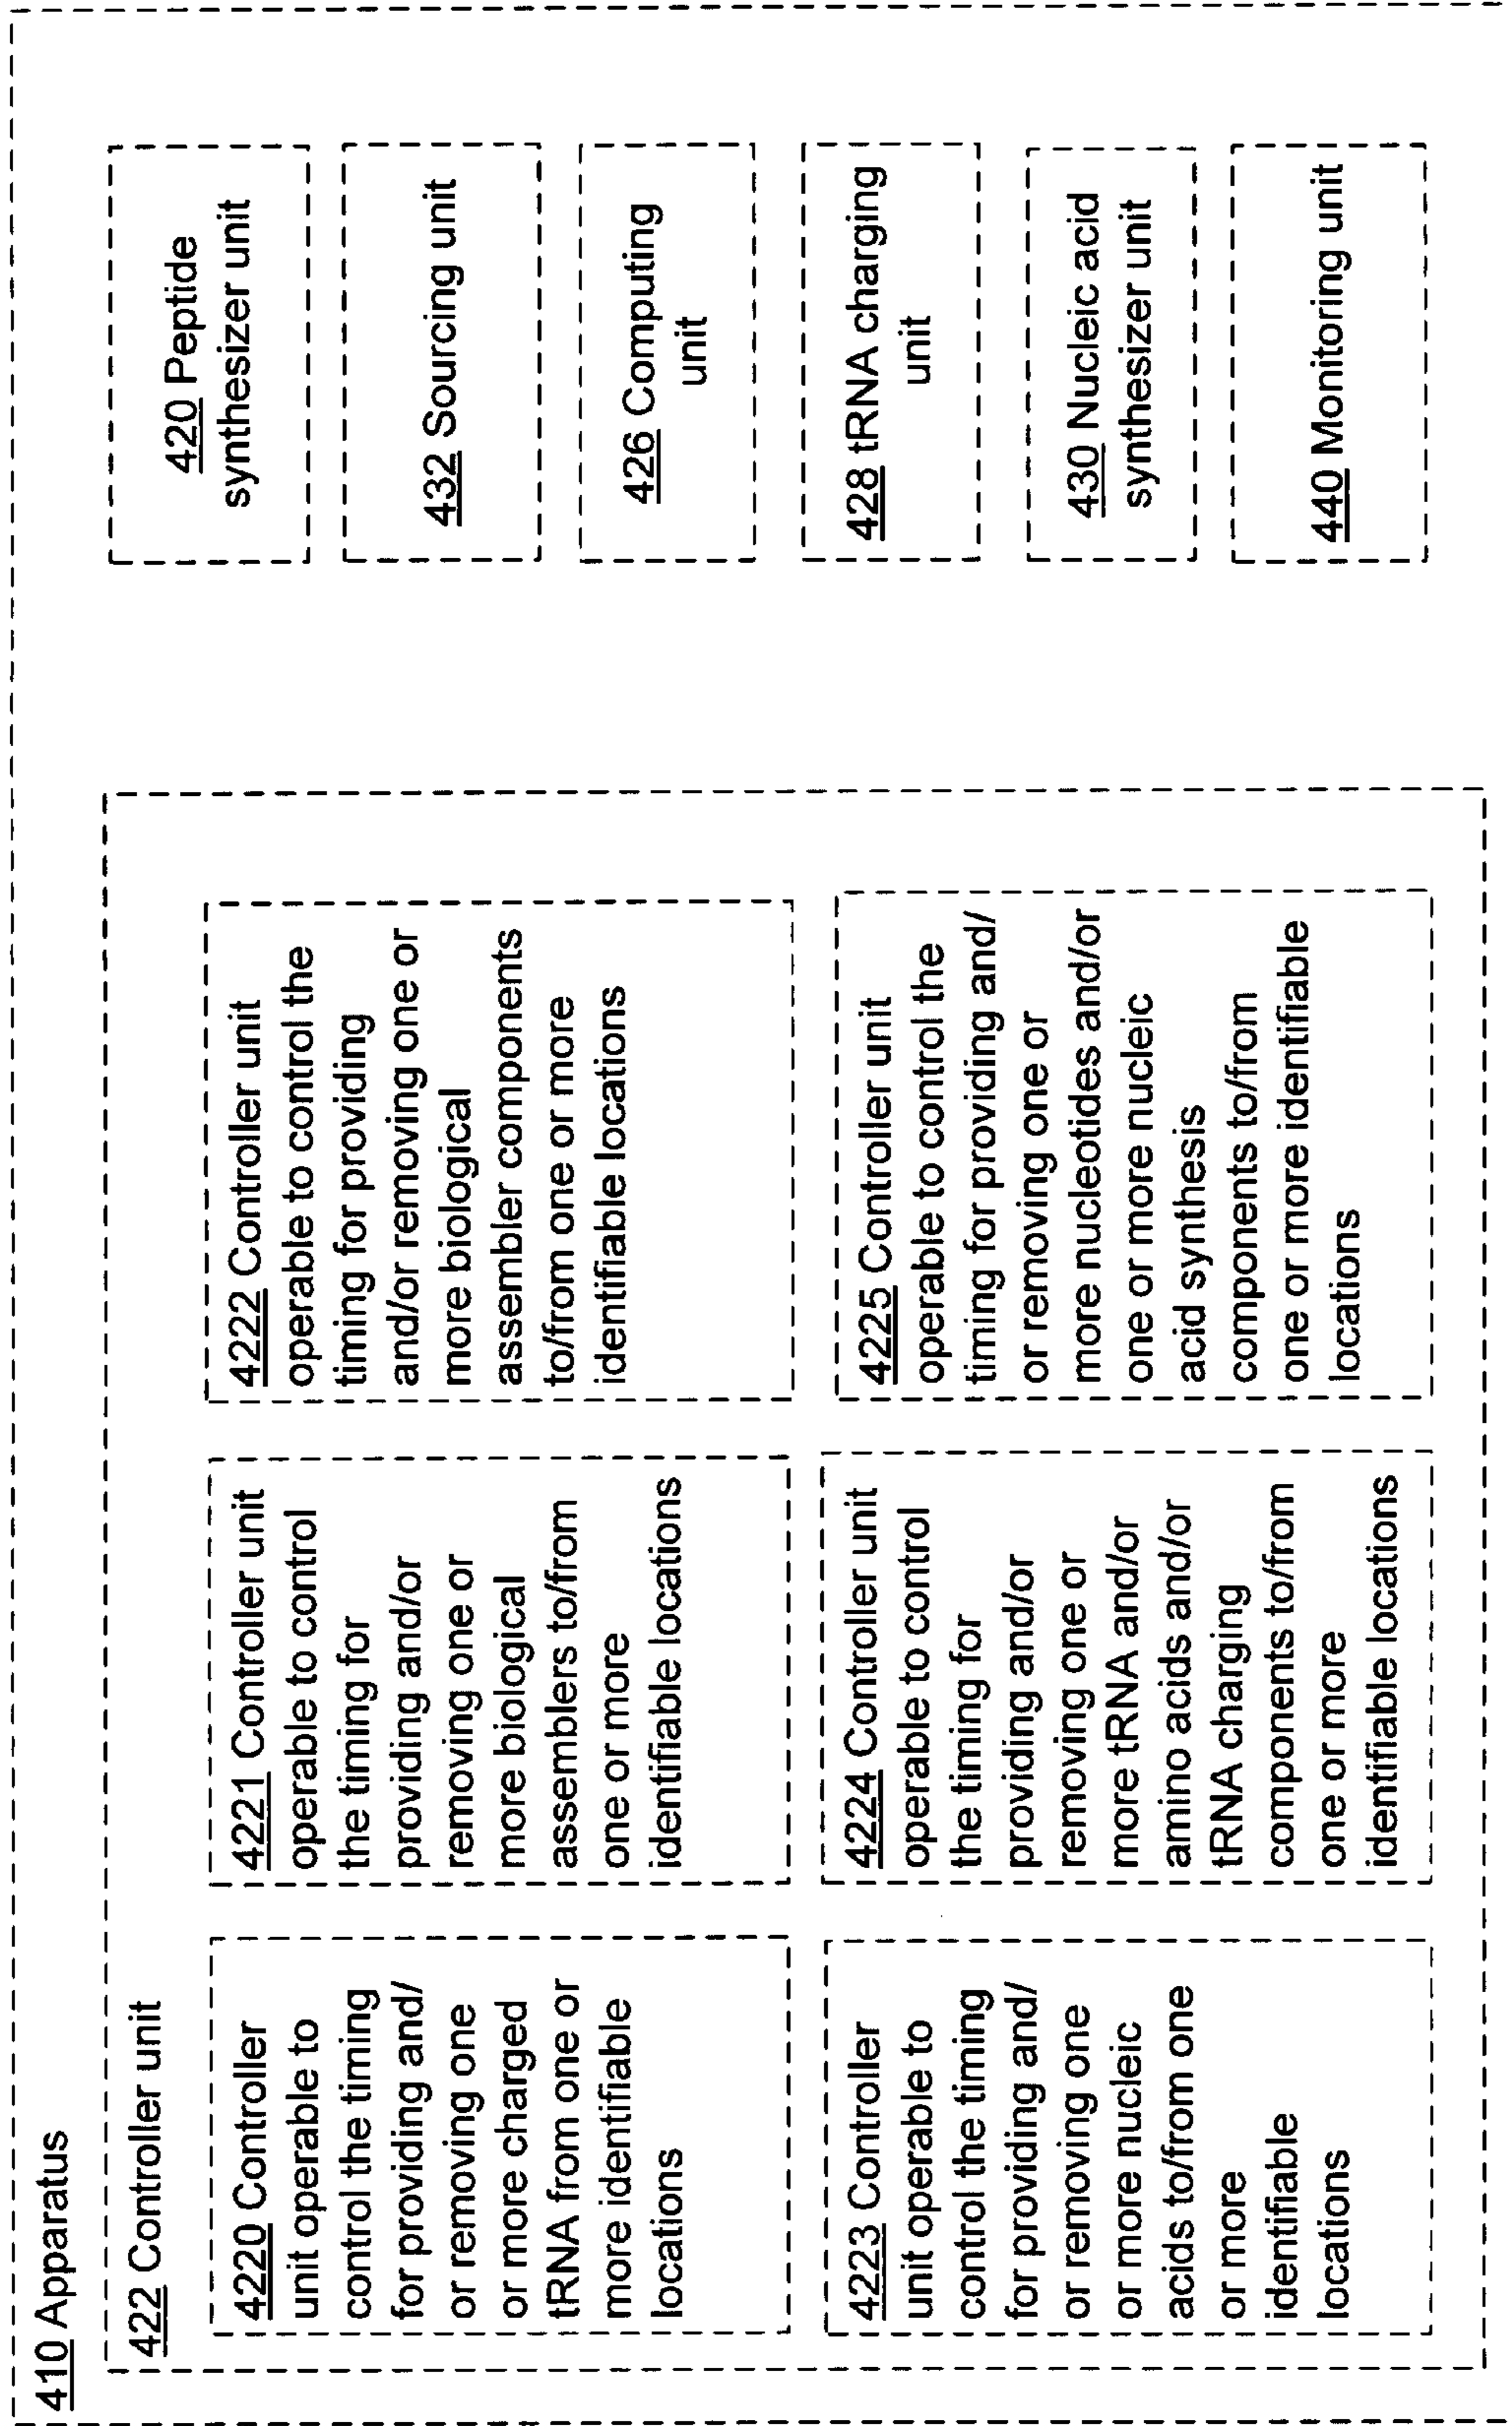 410 Apparatus
422 Controller unit
4220 Controller
unit operable to
control the timing
for providing and/
or removing one
or more charged
tRNA from one or
more identifiable
locations
4221 Controller unit
operable to control
the timing for
providing and/or
removing one or
more biological
assemblers to/from
one or more
identifiable locations
4222 Controller unit
operable to control the
timing for providing
and/or removing one or
more biological
assembler components
to/from one or more
identifiable locations
4223 Controller
unit operable to
control the timing
for providing and/
or removing one
or more nucleic
acids to/from one
or more
identifiable
locations
4224 Controller unit
operable to control
the timing for
providing and/or
removing one or
more tRNA and/or
amino acids and/or
tRNA charging
components to/from
one or more
identifiable locations
4225 Controller unit
operable to control the
timing for providing and/
or removing one or
more nucleotides and/or
one or more nucleic
acid synthesis
components to/from
one or more identifiable
locations
420 Peptide
synthesizer unit
432 Sourcing unit
426 Computing
unit
428 tRNA charging
unit
430 Nucleic acid
synthesizer unit
440 Monitoring unit